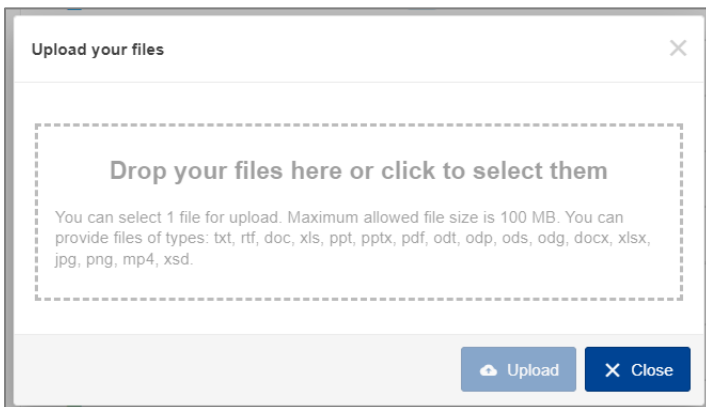 Upload your files
Drop your files here or click to select them
You can select 1 file for upload. Maximum allowed file size is 100 MB. You can
provide files of types: txt, rtf, doc, xls, ppt, pptx, pdf, odt, odp, ods, odg, docx, xlsx,
jpg, png, mp4, xsd.
Upload
Close